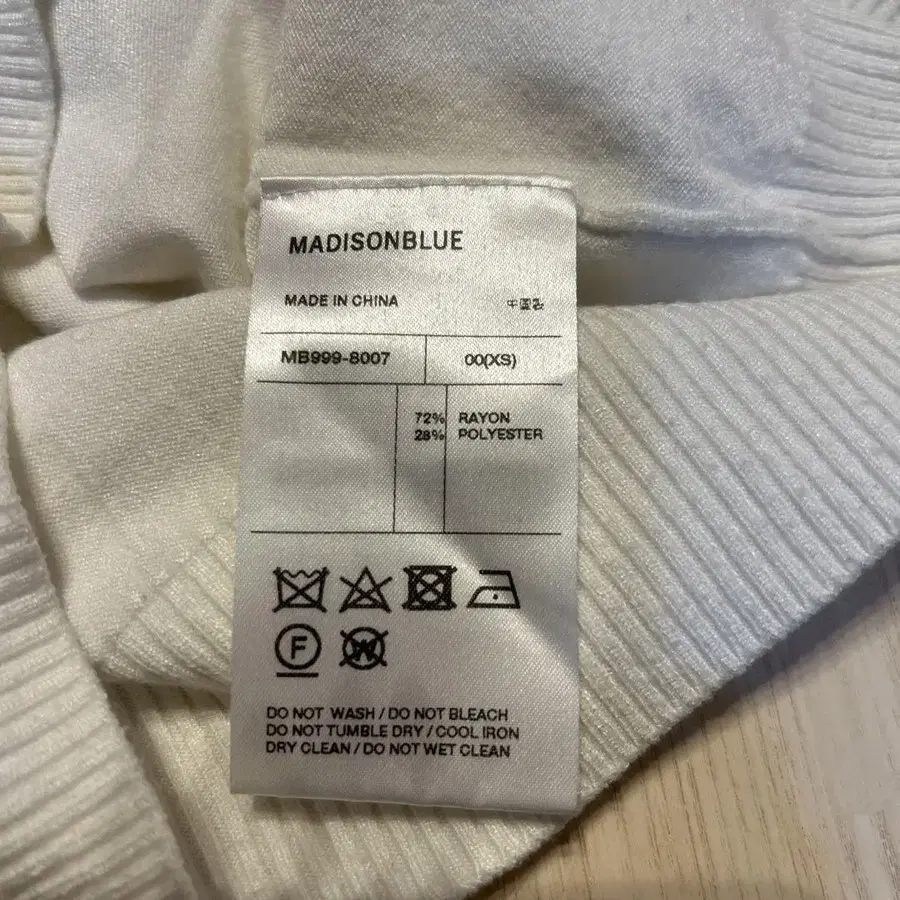 MADISONBLUE
MADE IN CHINA 中国製
MB999-8007 00(XS)
72% RAYON
28% POLYESTER
F
W
DO NOT WASH / DO NOT BLEACH
DO NOT TUMBLE DRY / COOL IRON
DRY CLEAN / DO NOT WET CLEAN